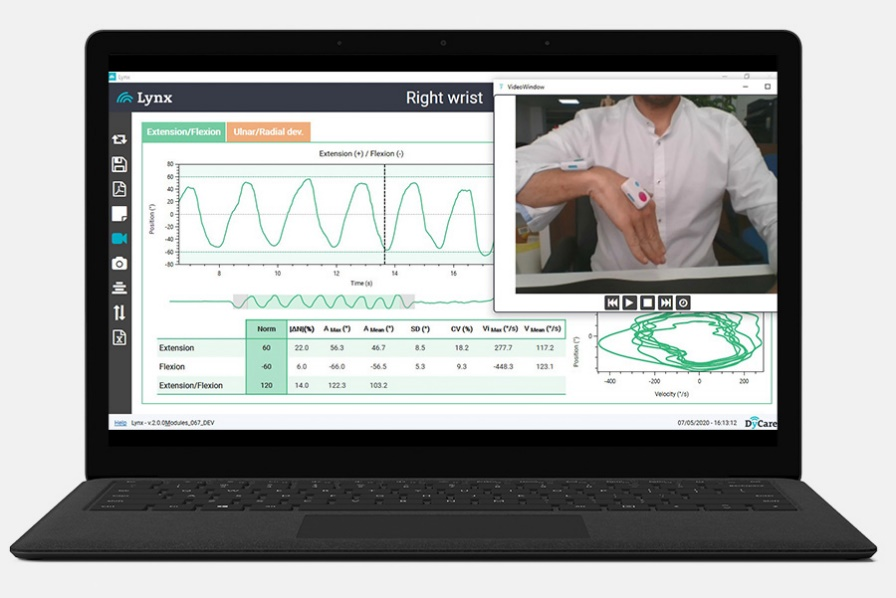 Lynx
VideoWindow
Lynx
Right wrist
Extension/Flexion
Ulnar/Radial dev.
Extension (+) / Flexion (-)
Position (°)
80
60
40
20
0
-20
-40
-60
-80
8
10
12
14
16
Time (s)
Norm |ΔN|(%) A Max (°) A Mean (°) SD (°) CV (%) Vi Max (°/s) V Mean (°/s)
Extension 60 22.0 56.3 46.7 8.5 18.2 277.7 117.2
Flexion -60 6.0 -66.0 -56.5 5.3 9.3 -448.3 123.1
Extension/Flexion 120 14.0 122.3 103.2
Position (°)
0
-400
-200
0
200
Velocity (°/s)
Help Lynx - v.2.0.0Modules_067_DEV
07/05/2020 - 16:13:12
DyCare